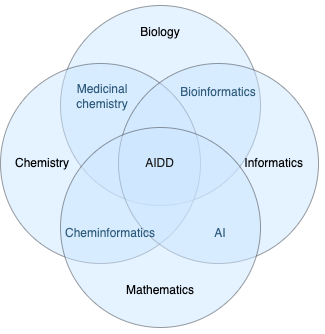 Biology
Medicinal
chemistry
Bioinformatics
Chemistry
AIDD
Informatics
Cheminformatics
AI
Mathematics